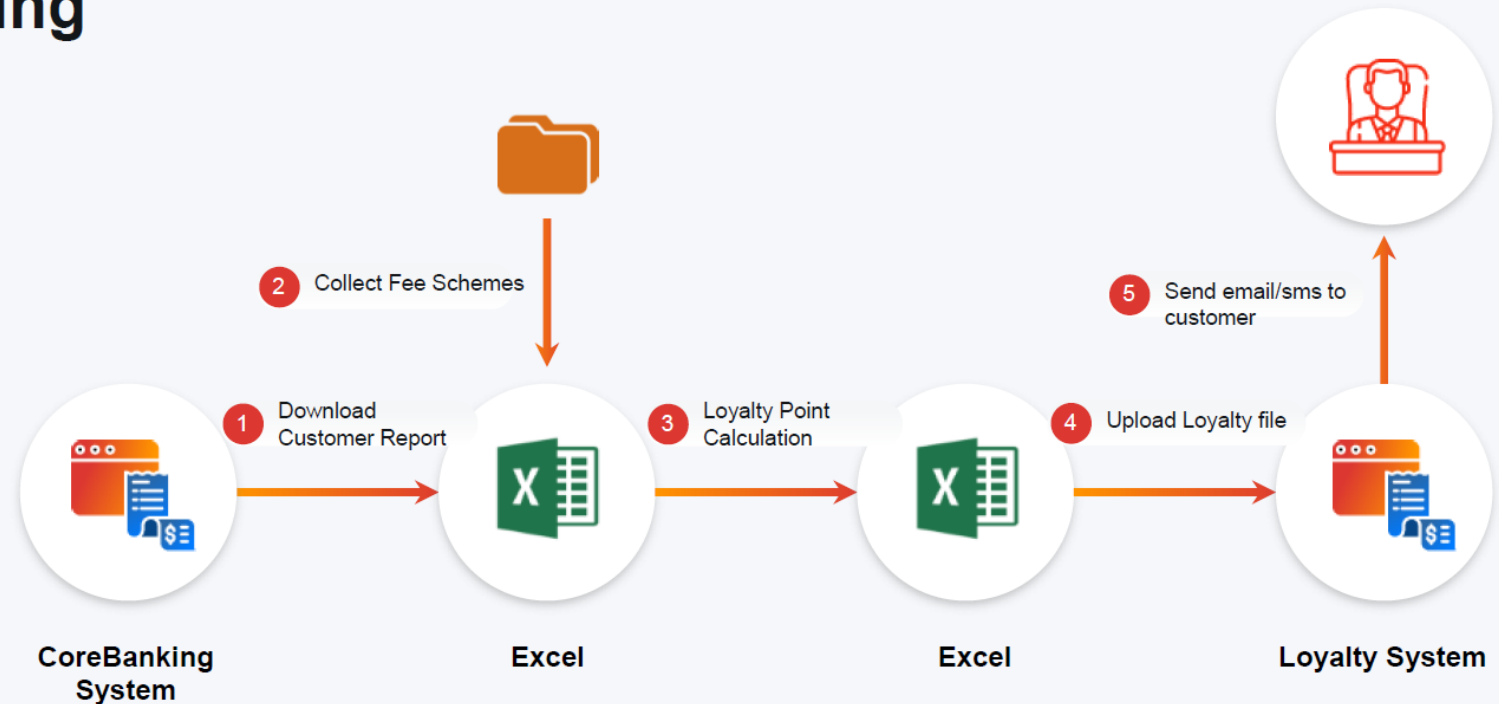 ing
2
Collect Fee Schemes
5
Send email/sms to
customer
1
Download
Customer Report
3
Loyalty Point
Calculation
4
Upload Loyalty file
X
X
$
$
CoreBanking
System
Excel
Excel
Loyalty System